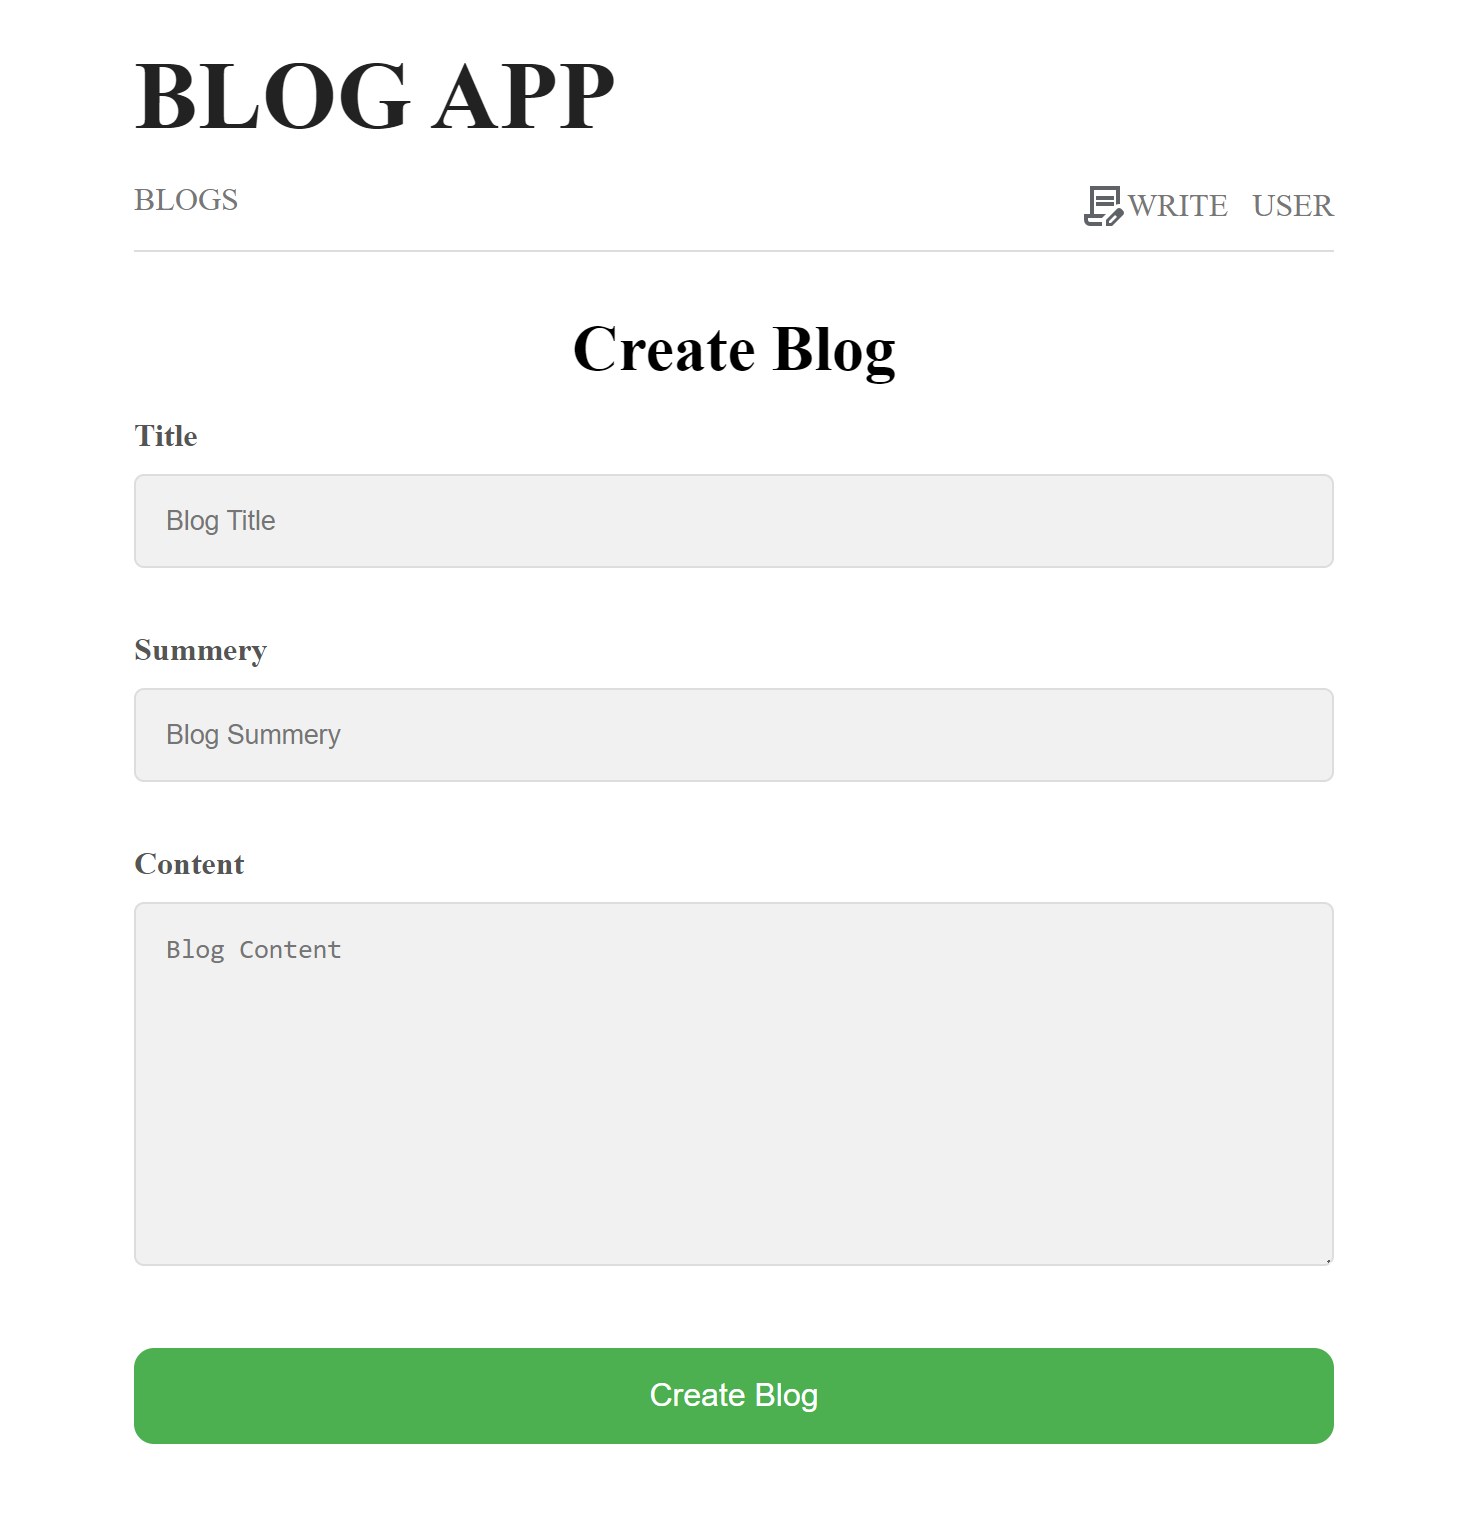 BLOG APP
BLOGS
WRITE USER
Create Blog
Title
Blog Title
Summery
Blog Summery
Content
Blog Content
Create Blog